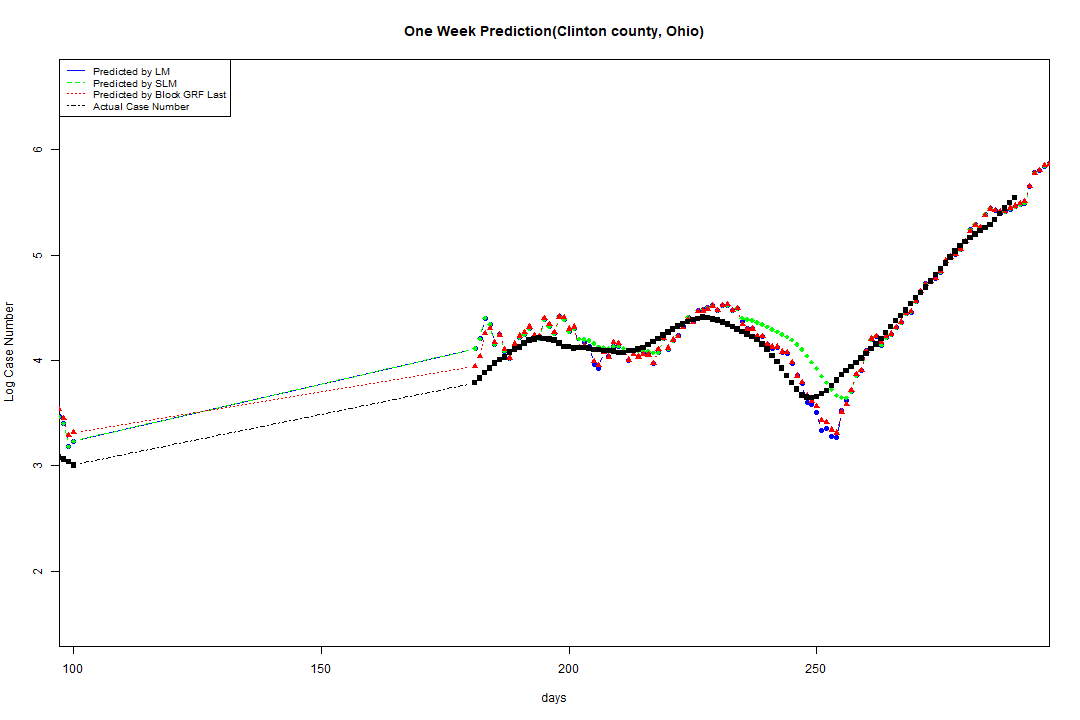 One Week Prediction(Clinton county, Ohio)
Predicted by LM
Predicted by SLM
Predicted by Block GRF Last
Actual Case Number
6
5
4
3
2
Log Case Number
100
150
200
250
days